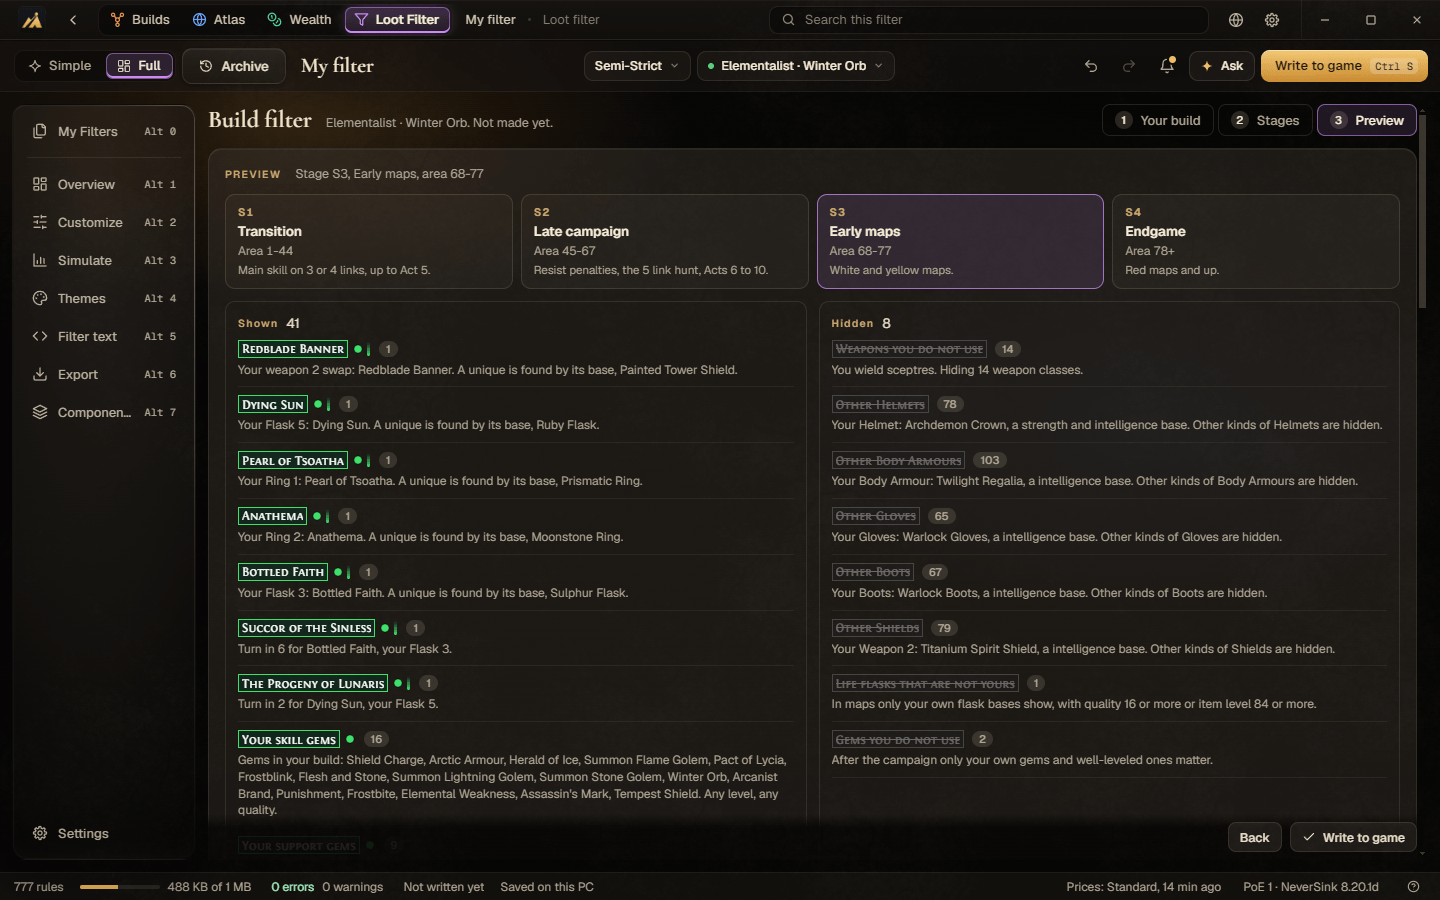 Builds
Atlas
Wealth
Loot Filter
My filter · Loot filter
Search this filter
Simple
Full
Archive
My filter
Semi-Strict
Elementalist · Winter Orb
Ask
Write to game Ctrl S
My Filters Alt 0
Overview Alt 1
Customize Alt 2
Simulate Alt 3
Themes Alt 4
Filter text Alt 5
Export Alt 6
Componen... Alt 7
Settings
Build filter
Elementalist · Winter Orb. Not made yet.
1 Your build
2 Stages
3 Preview
PREVIEW Stage S3, Early maps, area 68-77
S1
Transition
Area 1-44
Main skill on 3 or 4 links, up to Act 5.
S2
Late campaign
Area 45-67
Resist penalties, the 5 link hunt, Acts 6 to 10.
S3
Early maps
Area 68-77
White and yellow maps.
S4
Endgame
Area 78+
Red maps and up.
Shown 41
Redblade Banner 1
Your weapon 2 swap: Redblade Banner. A unique is found by its base, Painted Tower Shield.
Dying Sun 1
Your Flask 5: Dying Sun. A unique is found by its base, Ruby Flask.
Pearl of Tsoatha 1
Your Ring 1: Pearl of Tsoatha. A unique is found by its base, Prismatic Ring.
Anathema 1
Your Ring 2: Anathema. A unique is found by its base, Moonstone Ring.
Bottled Faith 1
Your Flask 3: Bottled Faith. A unique is found by its base, Sulphur Flask.
Succor of the Sinless 1
Turn in 6 for Bottled Faith, your Flask 3.
The Progeny of Lunaris 1
Turn in 2 for Dying Sun, your Flask 5.
Your skill gems 16
Gems in your build: Shield Charge, Arctic Armour, Herald of Ice, Summon Flame Golem, Pact of Lycia,
Frostblink, Flesh and Stone, Summon Lightning Golem, Summon Stone Golem, Winter Orb, Arcanist
Brand, Punishment, Frostbite, Elemental Weakness, Assassin's Mark, Tempest Shield. Any level, any
quality.
Your support gems 9
Hidden 8
Weapons you do not use 14
You wield sceptres. Hiding 14 weapon classes.
Other Helmets 78
Your Helmet: Archdemon Crown, a strength and intelligence base. Other kinds of Helmets are hidden.
Other Body Armours 103
Your Body Armour: Twilight Regalia, a intelligence base. Other kinds of Body Armours are hidden.
Other Gloves 65
Your Gloves: Warlock Gloves, a intelligence base. Other kinds of Gloves are hidden.
Other Boots 67
Your Boots: Warlock Boots, a intelligence base. Other kinds of Boots are hidden.
Other Shields 79
Your Weapon 2: Titanium Spirit Shield, a intelligence base. Other kinds of Shields are hidden.
Life flasks that are not yours 1
In maps only your own flask bases show, with quality 16 or more or item level 84 or more.
Gems you do not use 2
After the campaign only your own gems and well-leveled ones matter.
Back
Write to game
777 rules
488 KB of 1 MB
0 errors 0 warnings
Not written yet
Saved on this PC
Prices: Standard, 14 min ago
PoE 1 · NeverSink 8.20.1d